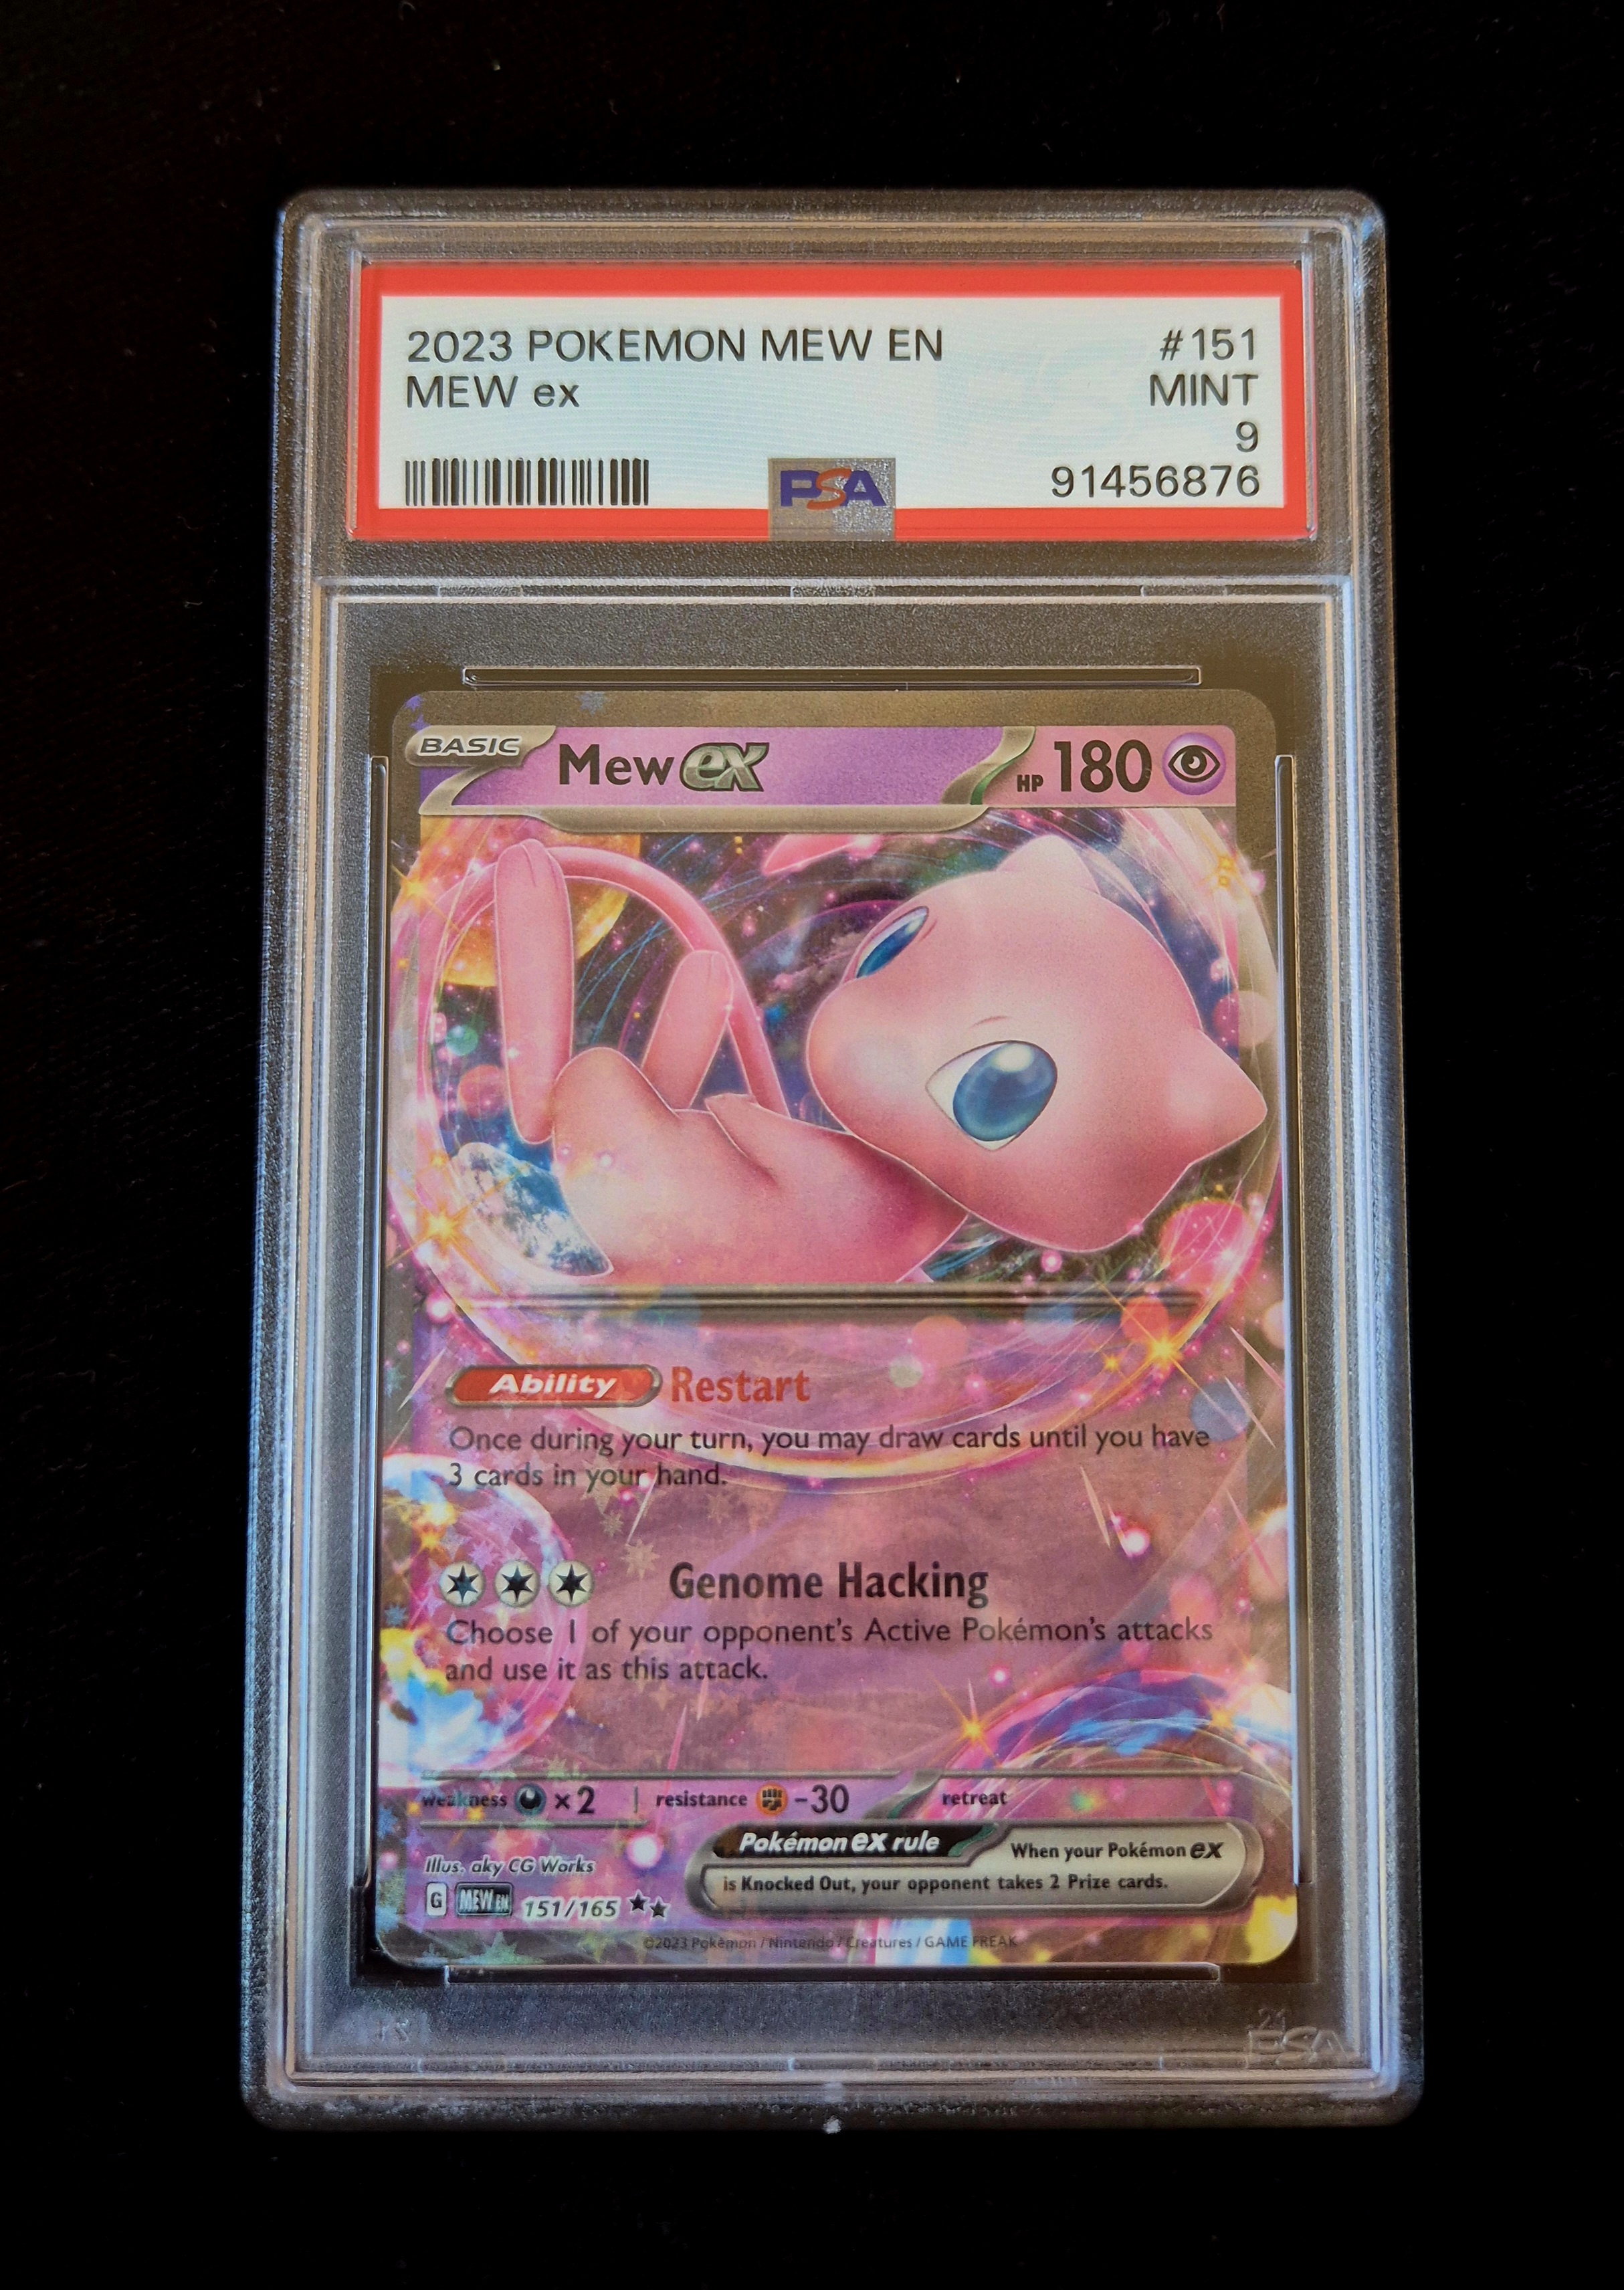 2023 POKEMON MEW EN #151
MEW ex MINT
9
PSA 91456876
BASIC Mew ex HP 180
Ability Restart
Once during your turn, you may draw cards until you have
3 cards in your hand.
Genome Hacking
Choose 1 of your opponent's Active Pokémon's attacks
and use it as this attack.
weakness ×2 resistance -30 retreat
Pokémon ex rule When your Pokémon ex
is Knocked Out, your opponent takes 2 Prize cards.
Illus. aky CG Works
G MEW EN 151/165
©2023 Pokémon / Nintendo / Creatures / GAME FREAK
PSA